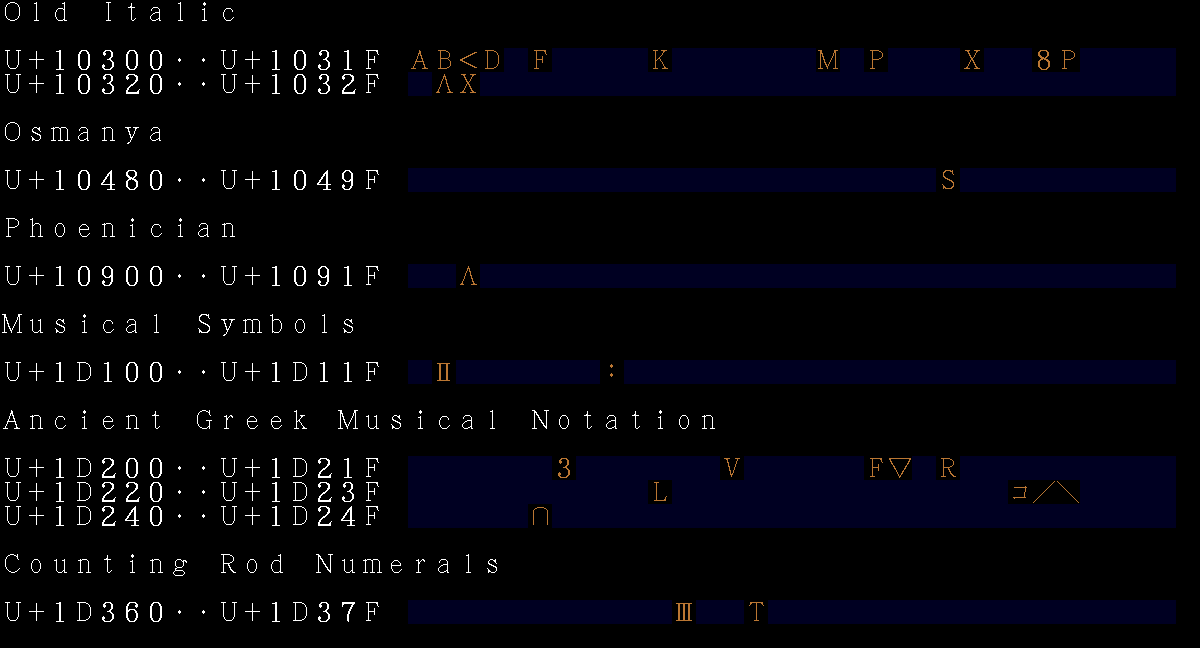 Old Italic
U+10300··U+1031F AB<D F K M P X 8P
U+10320··U+1032F ΛX
Osmanya
U+10480··U+1049F S
Phoenician
U+10900··U+1091F Λ
Musical Symbols
U+1D100··U+1D11F Ⅱ :
Ancient Greek Musical Notation
U+1D200··U+1D21F 3 V F▽ R
U+1D220··U+1D23F L ヨ/\
U+1D240··U+1D24F ∩
Counting Rod Numerals
U+1D360··U+1D37F Ⅲ T